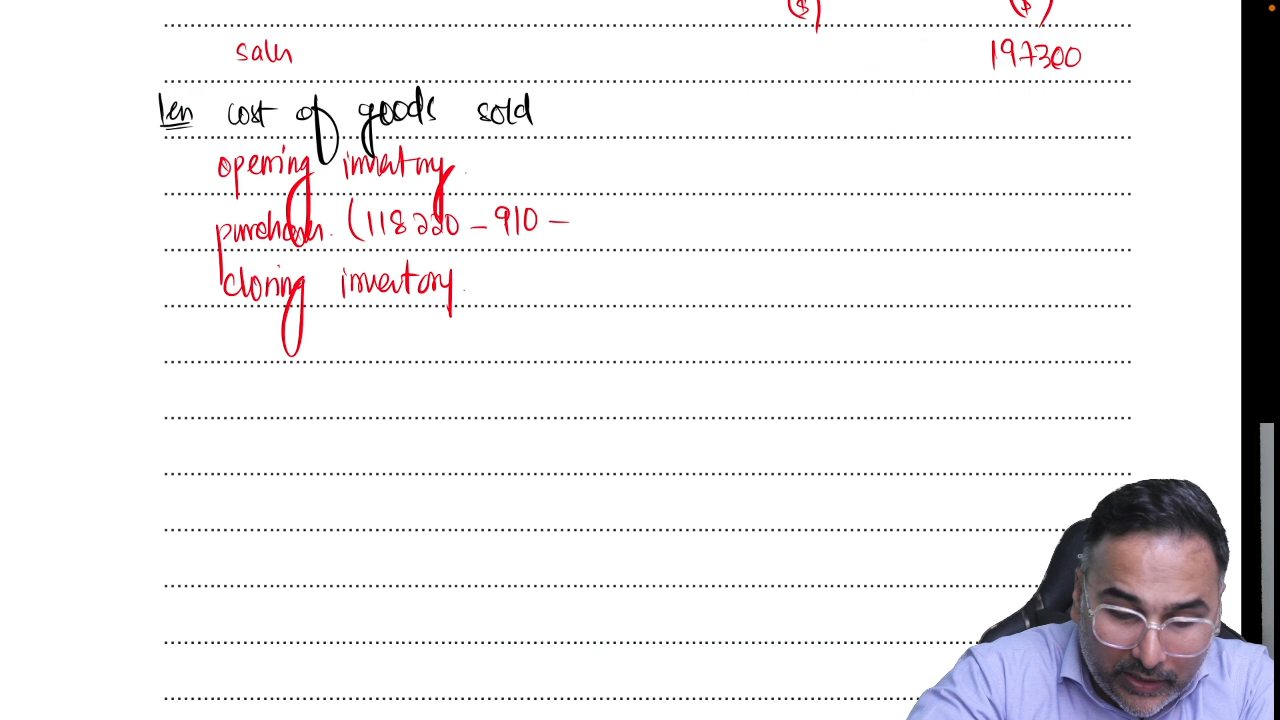 ($) ($)
sales 197300
Less cost of goods sold
opening inventory
purchases (118220 - 910 -
closing inventory